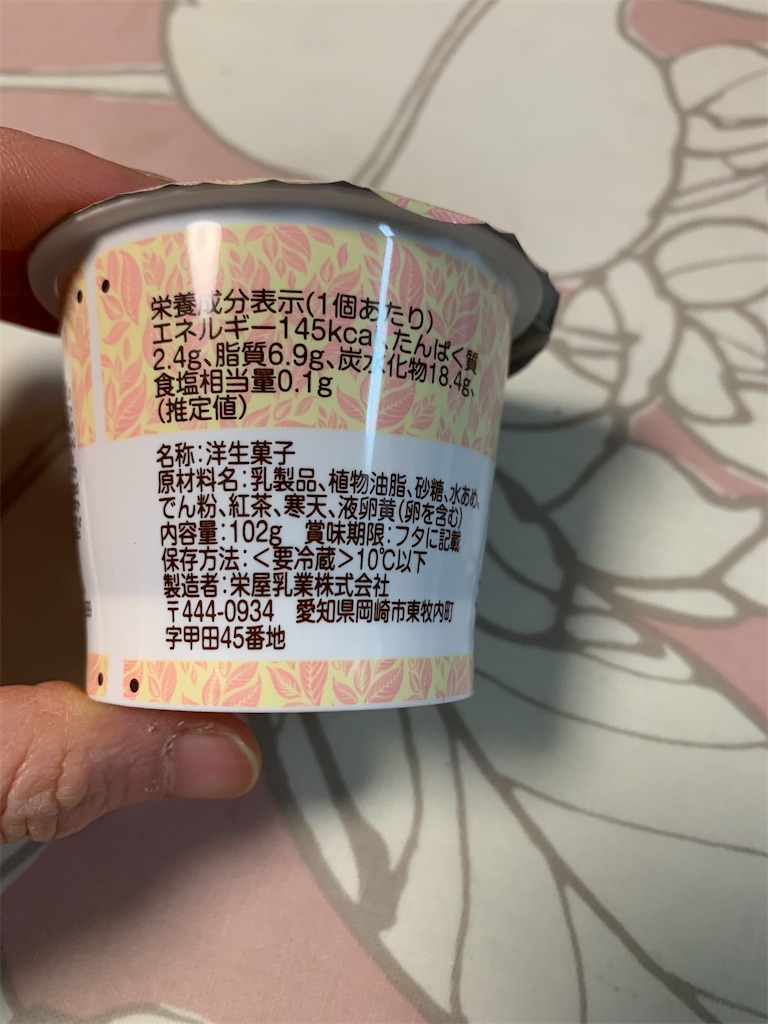 栄養成分表示(1個あたり)
エネルギー145kcal、たんぱく質
2.4g、脂質6.9g、炭水化物18.4g、
食塩相当量0.1g
(推定値)
名称:洋生菓子
原材料名:乳製品、植物油脂、砂糖、水あめ、
でん粉、紅茶、寒天、液卵黄(卵を含む)
内容量:102g 賞味期限:フタに記載
保存方法:<要冷蔵>10℃以下
製造者:栄屋乳業株式会社
〒444-0934 愛知県岡崎市東牧内町
字甲田45番地